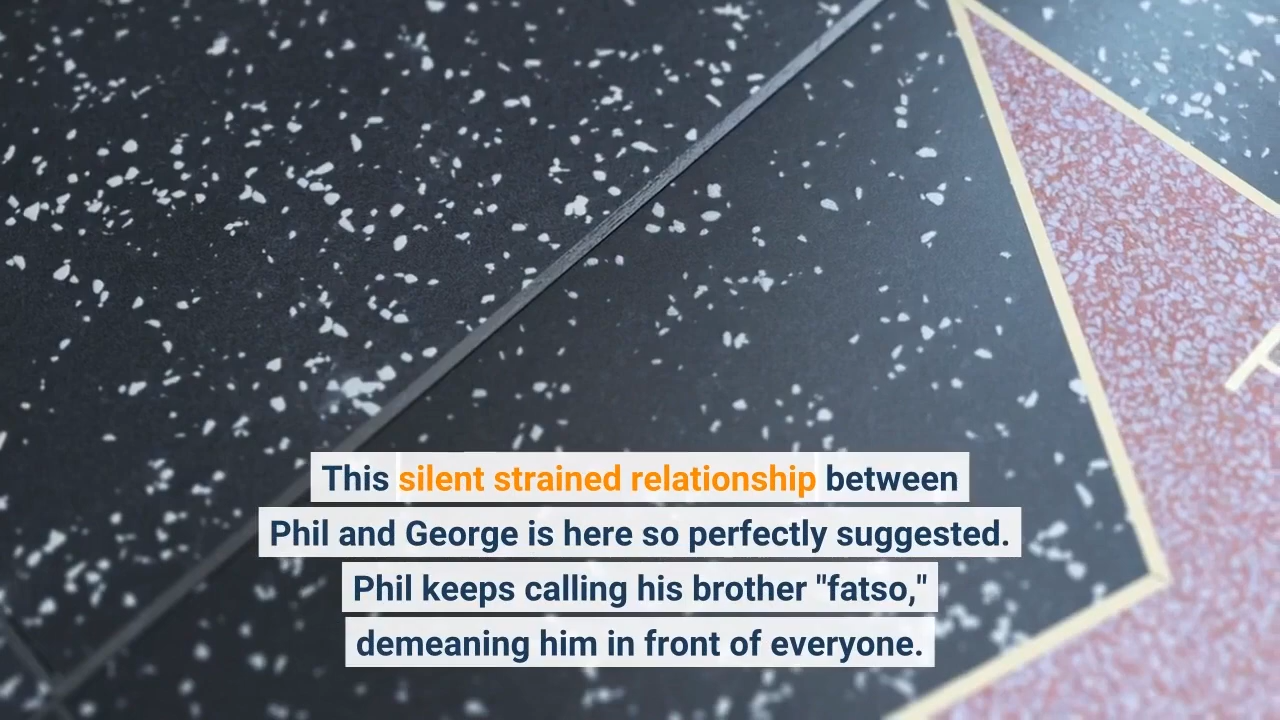 This silent strained relationship between
Phil and George is here so perfectly suggested.
Phil keeps calling his brother "fatso,"
demeaning him in front of everyone.